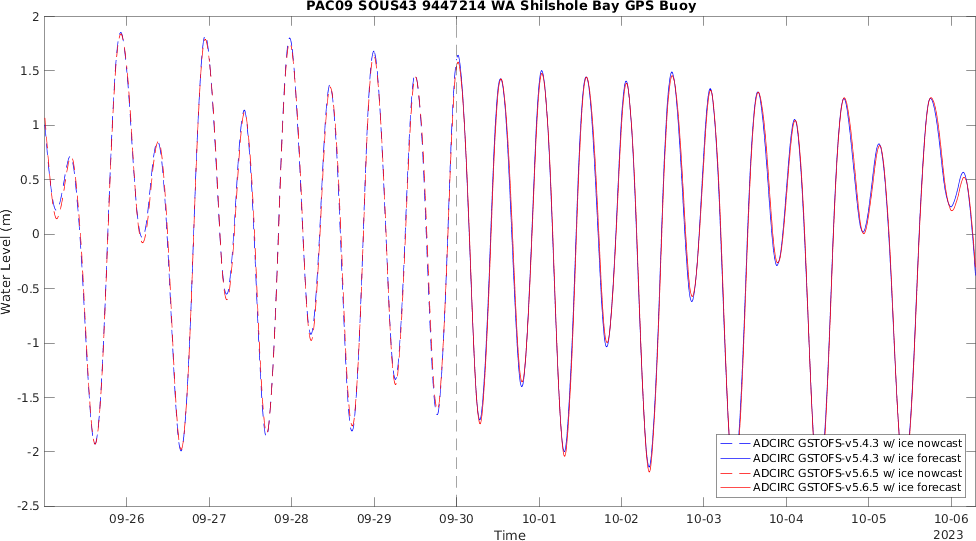 PAC09 SOUS43 9447214 WA Shilshole Bay GPS Buoy
2
1.5
1
0.5
0
-0.5
-1
-1.5
-2
-2.5
Water Level (m)
ADCIRC GSTOFS-v5.4.3 w/ ice nowcast
ADCIRC GSTOFS-v5.4.3 w/ ice forecast
ADCIRC GSTOFS-v5.6.5 w/ ice nowcast
ADCIRC GSTOFS-v5.6.5 w/ ice forecast
09-26 09-27 09-28 09-29 09-30 10-01 10-02 10-03 10-04 10-05 10-06
Time 2023